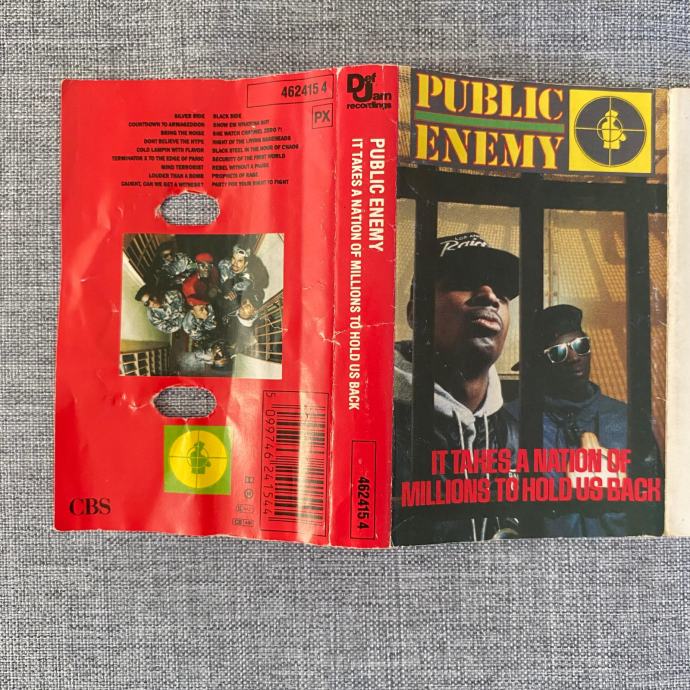 462415 4
PX
SILVER SIDE
COUNTDOWN TO ARMAGEDDON
BRING THE NOISE
DONT BELIEVE THE HYPE
COLD LAMPIN WITH FLAVOR
TERMINATOR X TO THE EDGE OF PANIC
MIND TERRORIST
LOUDER THAN A BOMB
CAUGHT, CAN WE GET A WITNESS?
BLACK SIDE
SHOW EM WHATCHA GOT
SHE WATCH CHANNEL ZERO ?!
NIGHT OF THE LIVING BASEHEADS
BLACK STEEL IN THE HOUR OF CHAOS
SECURITY OF THE FIRST WORLD
REBEL WITHOUT A PAUSE
PROPHETS OF RAGE
PARTY FOR YOUR RIGHT TO FIGHT
CBS
5 099746 241544
Def
Jam
recordings
PUBLIC ENEMY
IT TAKES A NATION OF MILLIONS TO HOLD US BACK
462415 4
PUBLIC
ENEMY
IT TAKES A NATION OF
MILLIONS TO HOLD US BACK